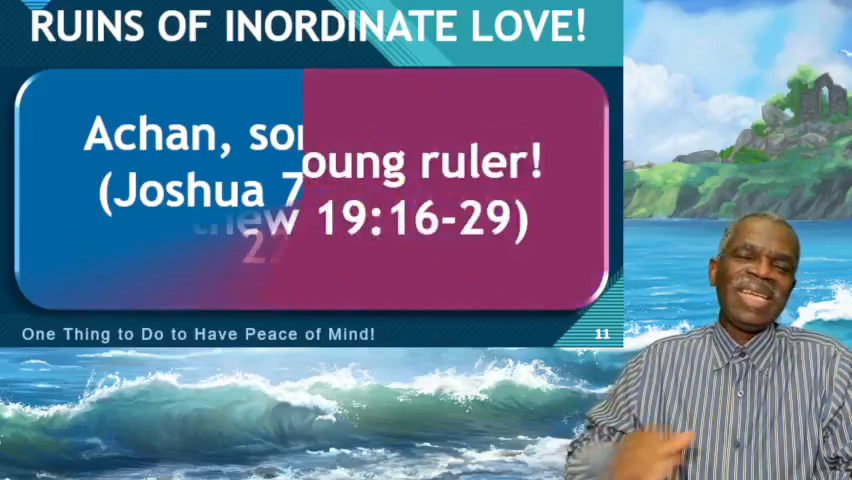 RUINS OF INORDINATE LOVE!
Achan, so
oung ruler!
(Joshua 7
19:16-29)
22
One Thing to Do to Have Peace of Mind!
11